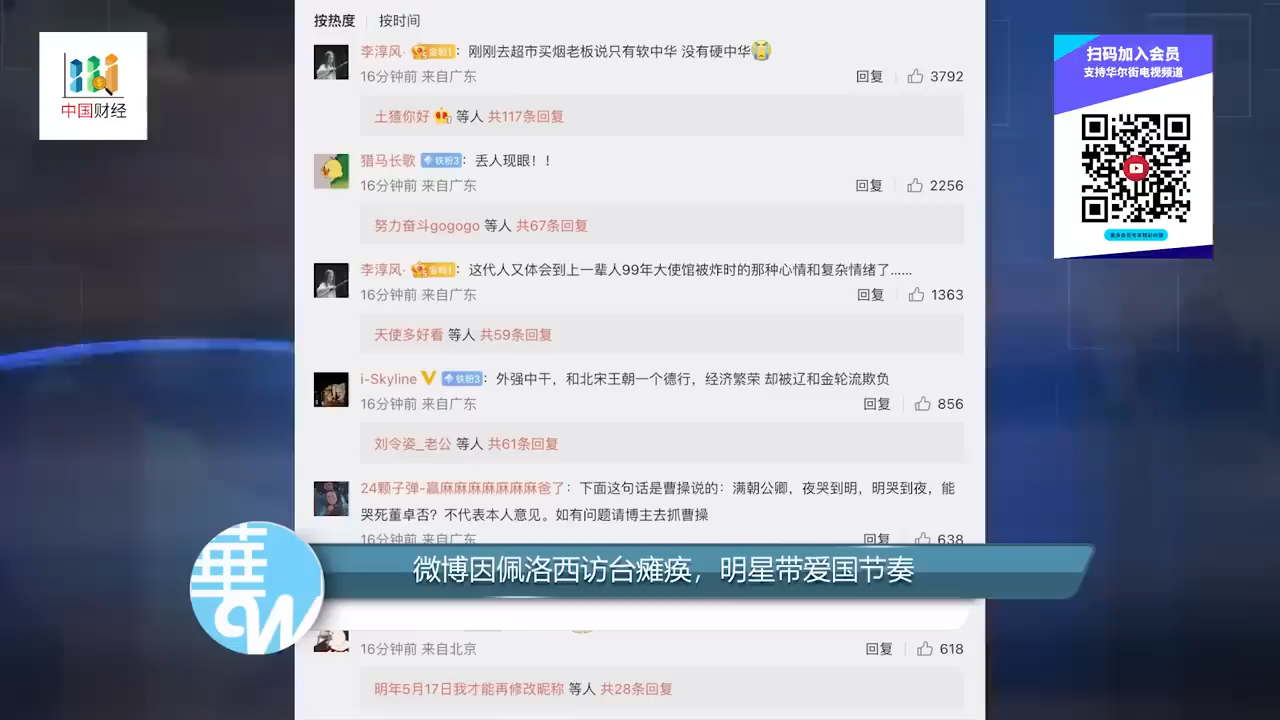 按热度 按时间
中国财经
扫码加入会员
支持华尔街电视频道
李淳风· 金粉1：刚刚去超市买烟老板说只有软中华 没有硬中华😭
16分钟前 来自广东 回复 3792
土猹你好 等人 共117条回复
猎马长歌 铁粉3：丢人现眼！！
16分钟前 来自广东 回复 2256
努力奋斗gogogo 等人 共67条回复
李淳风· 金粉1：这代人又体会到上一辈人99年大使馆被炸时的那种心情和复杂情绪了......
16分钟前 来自广东 回复 1363
天使多好看 等人 共59条回复
i-Skyline 铁粉3：外强中干，和北宋王朝一个德行，经济繁荣 却被辽和金轮流欺负
16分钟前 来自广东 回复 856
刘令姿_老公 等人 共61条回复
24颗子弹-赢麻麻麻麻麻麻麻爸了：下面这句话是曹操说的：满朝公卿，夜哭到明，明哭到夜，能
哭死董卓否？不代表本人意见。如有问题请博主去抓曹操
16分钟前 来自广东 回复 638
華W
微博因佩洛西访台瘫痪，明星带爱国节奏
16分钟前 来自北京 回复 618
明年5月17日我才能再修改昵称 等人 共28条回复